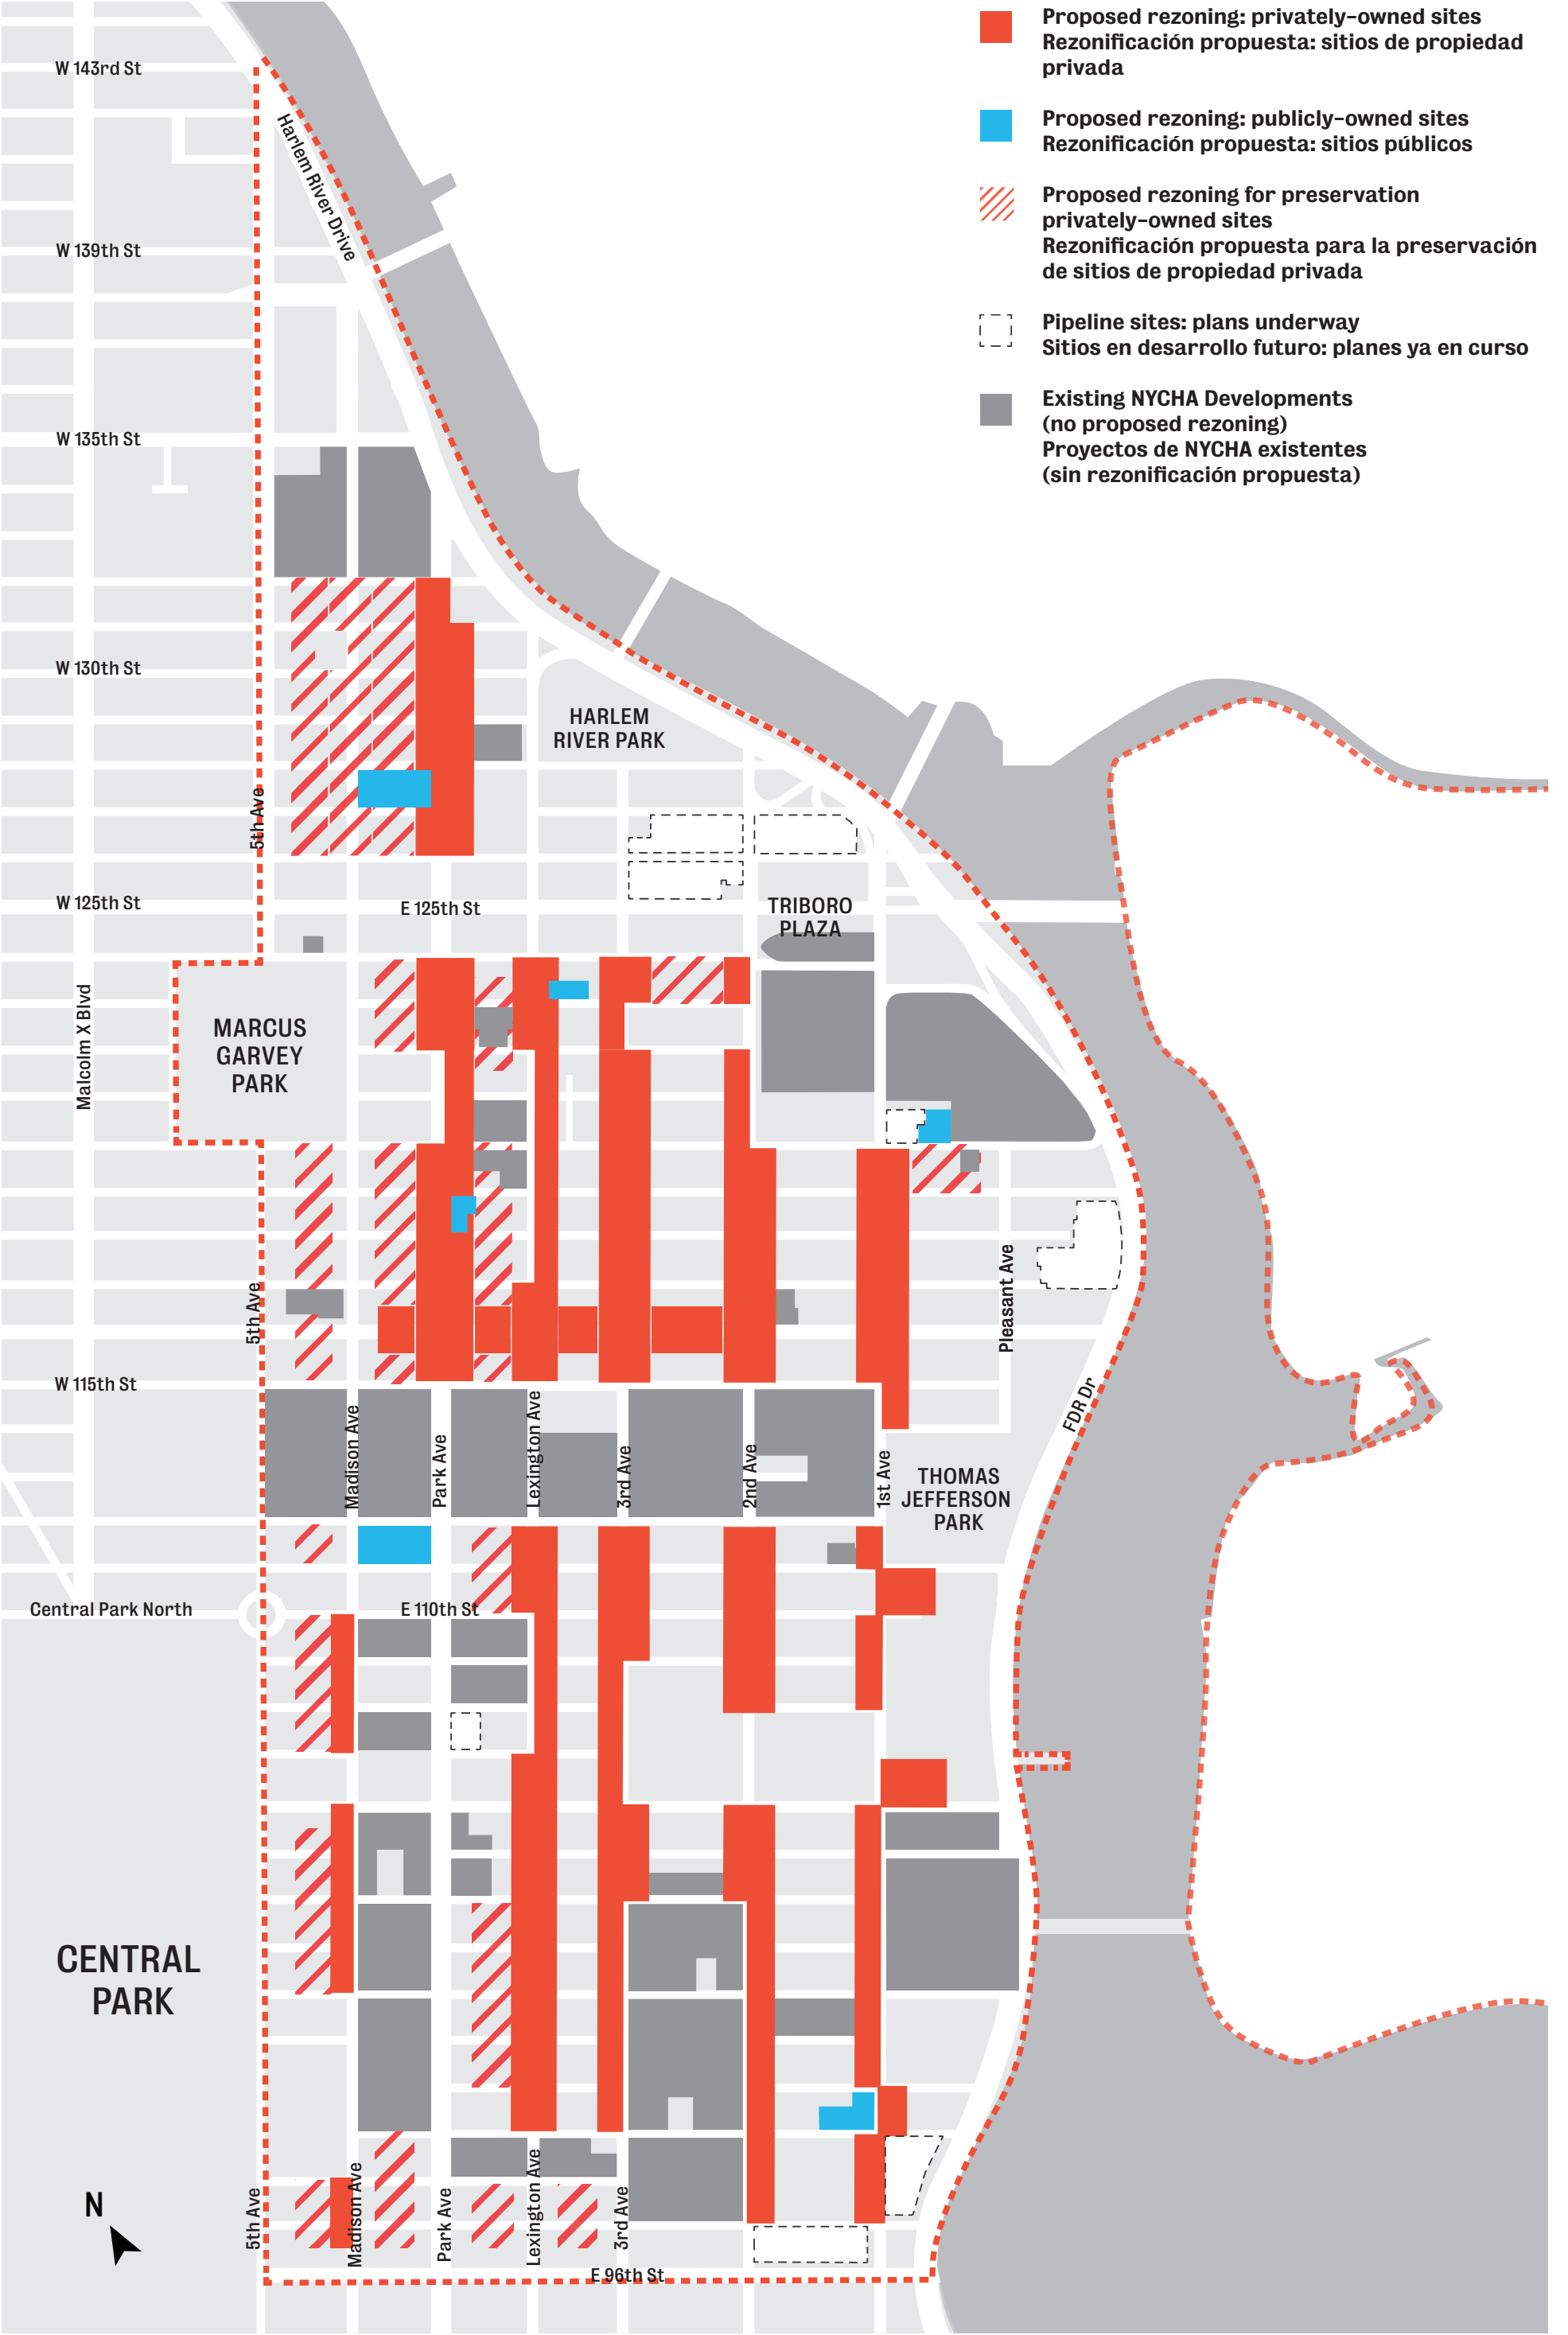 Proposed rezoning: privately-owned sites
Rezonificación propuesta: sitios de propiedad
privada
Proposed rezoning: publicly-owned sites
Rezonificación propuesta: sitios públicos
Proposed rezoning for preservation
privately-owned sites
Rezonificación propuesta para la preservación
de sitios de propiedad privada
Pipeline sites: plans underway
Sitios en desarrollo futuro: planes ya en curso
Existing NYCHA Developments
(no proposed rezoning)
Proyectos de NYCHA existentes
(sin rezonificación propuesta)
W 143rd St
Harlem River Drive
W 139th St
W 135th St
W 130th St
HARLEM
RIVER PARK
5th Ave
W 125th St
E 125th St
TRIBORO
PLAZA
Malcolm X Blvd
MARCUS
GARVEY
PARK
5th Ave
Pleasant Ave
W 115th St
FDR Dr
Madison Ave
Park Ave
Lexington Ave
3rd Ave
2nd Ave
1st Ave
THOMAS
JEFFERSON
PARK
Central Park North
E 110th St
CENTRAL
PARK
N
5th Ave
Madison Ave
Park Ave
Lexington Ave
3rd Ave
E 96th St